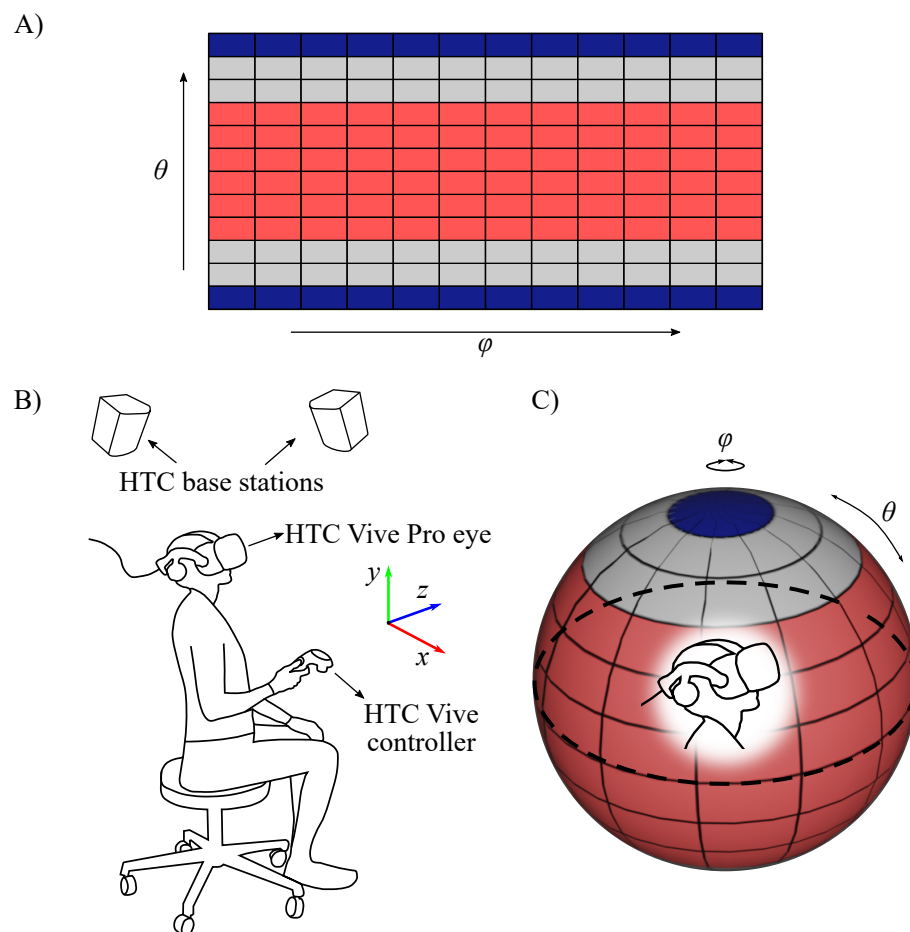 A)
θ
φ
B)
HTC base stations
HTC Vive Pro eye
y
z
x
HTC Vive
controller
C)
φ
θ